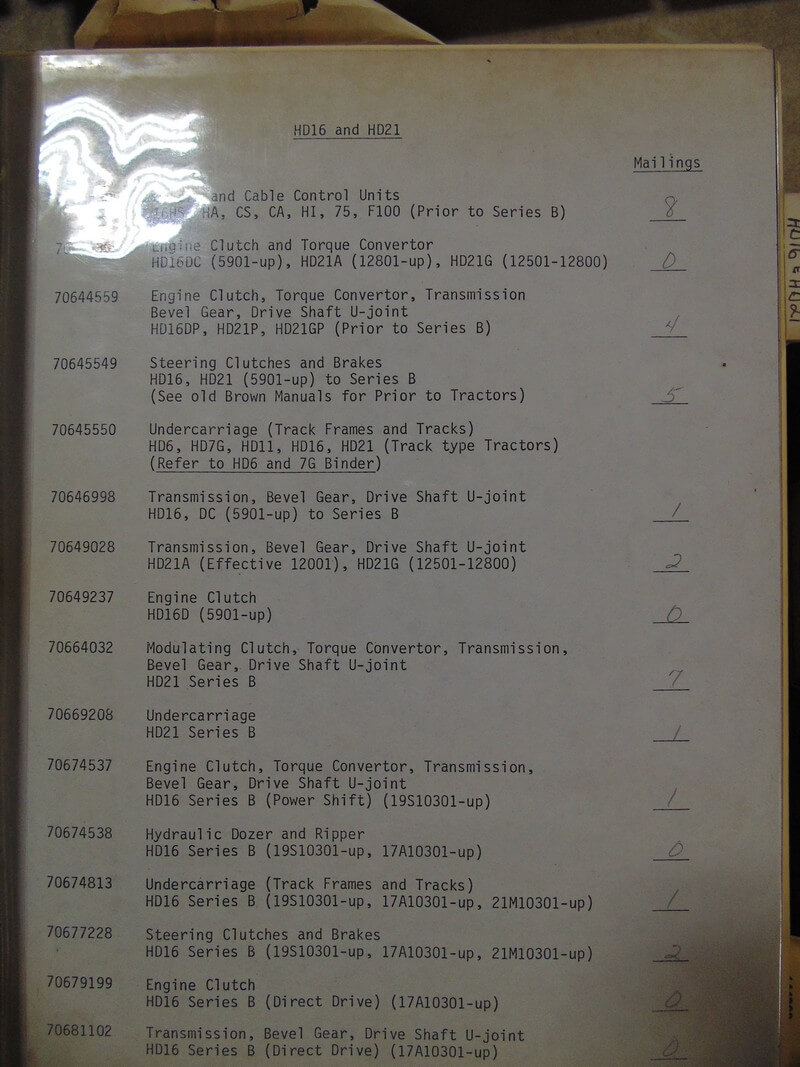 HD16 and HD21
Mailings
and Cable Control Units
HA, CS, CA, HI, 75, F100 (Prior to Series B) 8
Engine Clutch and Torque Convertor
HD16DC (5901-up), HD21A (12801-up), HD21G (12501-12800) 0
70644559 Engine Clutch, Torque Convertor, Transmission
Bevel Gear, Drive Shaft U-joint
HD16DP, HD21P, HD21GP (Prior to Series B) 4
70645549 Steering Clutches and Brakes
HD16, HD21 (5901-up) to Series B
(See old Brown Manuals for Prior to Tractors) 5
70645550 Undercarriage (Track Frames and Tracks)
HD6, HD7G, HD11, HD16, HD21 (Track type Tractors)
(Refer to HD6 and 7G Binder)
70646998 Transmission, Bevel Gear, Drive Shaft U-joint
HD16, DC (5901-up) to Series B 1
70649028 Transmission, Bevel Gear, Drive Shaft U-joint
HD21A (Effective 12001), HD21G (12501-12800) 2
70649237 Engine Clutch
HD16D (5901-up) 0
70664032 Modulating Clutch, Torque Convertor, Transmission,
Bevel Gear, Drive Shaft U-joint
HD21 Series B 7
70669208 Undercarriage
HD21 Series B 1
70674537 Engine Clutch, Torque Convertor, Transmission,
Bevel Gear, Drive Shaft U-joint
HD16 Series B (Power Shift) (19S10301-up) 1
70674538 Hydraulic Dozer and Ripper
HD16 Series B (19S10301-up, 17A10301-up) 0
70674813 Undercarriage (Track Frames and Tracks)
HD16 Series B (19S10301-up, 17A10301-up, 21M10301-up) 1
70677228 Steering Clutches and Brakes
HD16 Series B (19S10301-up, 17A10301-up, 21M10301-up) 2
70679199 Engine Clutch
HD16 Series B (Direct Drive) (17A10301-up) 0
70681102 Transmission, Bevel Gear, Drive Shaft U-joint
HD16 Series B (Direct Drive) (17A10301-up) 0
HD16 & HD21